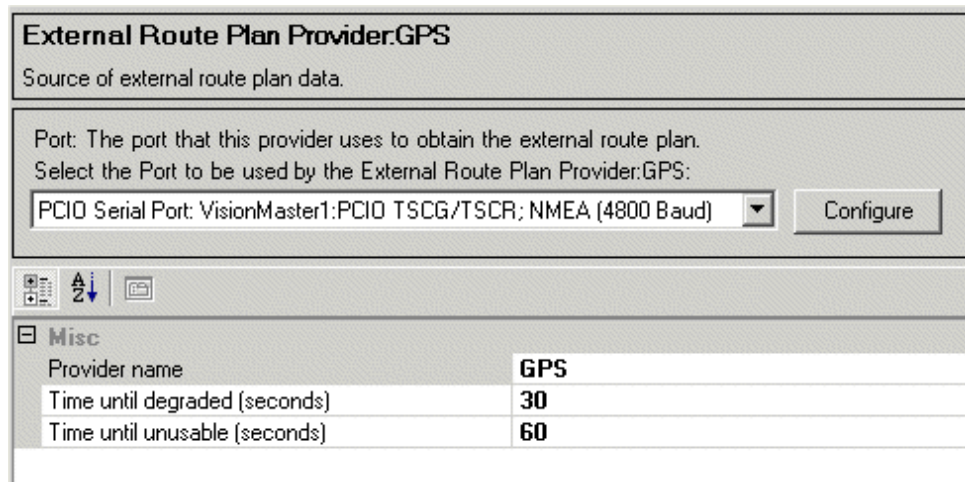 External Route Plan Provider:GPS
Source of external route plan data.
Port: The port that this provider uses to obtain the external route plan.
Select the Port to be used by the External Route Plan Provider:GPS:
PCIO Serial Port: VisionMaster1:PCIO TSCG/TSCR; NMEA (4800 Baud)
Configure
Misc
Provider name GPS
Time until degraded (seconds) 30
Time until unusable (seconds) 60